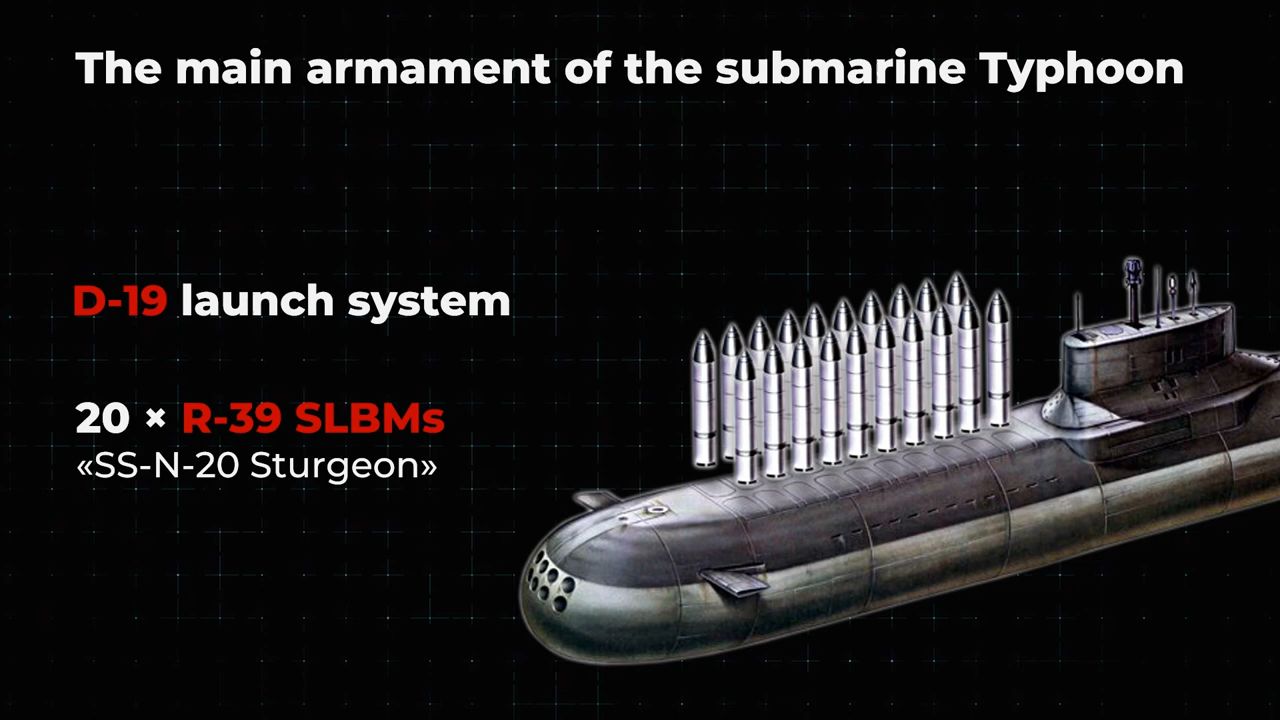 The main armament of the submarine Typhoon
D-19 launch system
20 × R-39 SLBMs
«SS-N-20 Sturgeon»